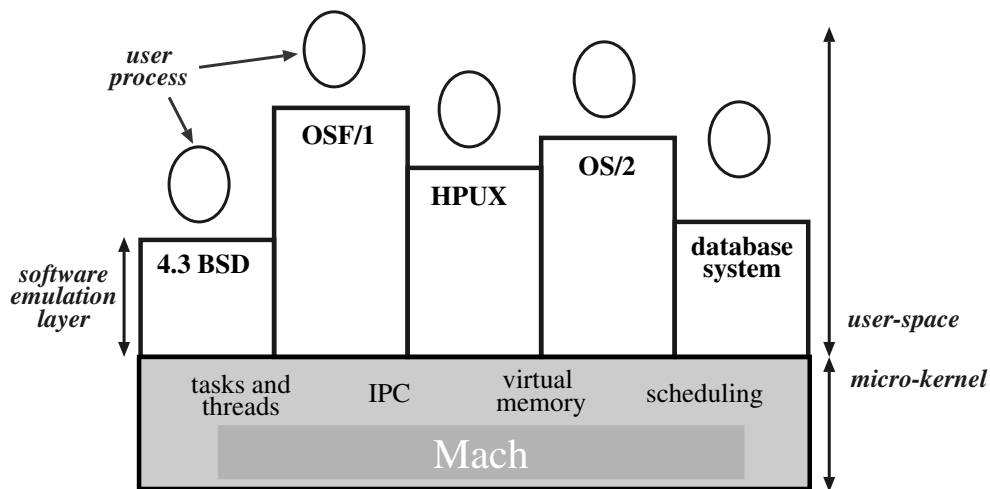 user
process
OSF/1
OS/2
HPUX
4.3 BSD
database
system
software
emulation
layer
user-space
micro-kernel
tasks and
threads
IPC
virtual
memory
scheduling
Mach